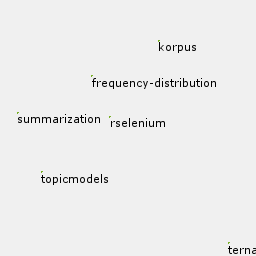 korpus
frequency-distribution
summarization
rselenium
topicmodels
terna